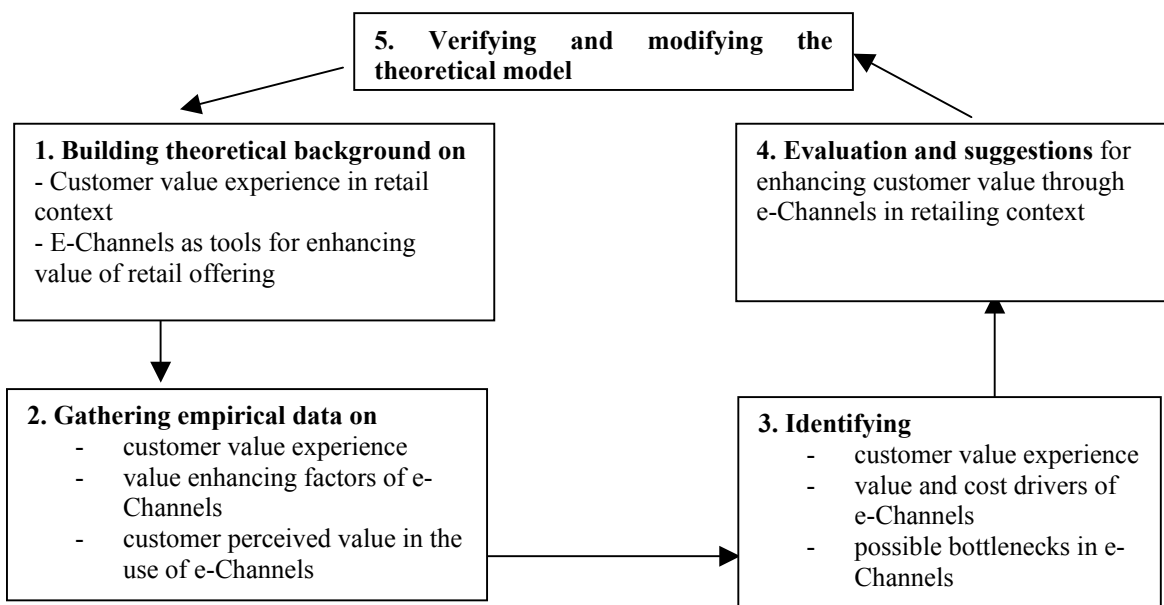 5. Verifying and modifying the
theoretical model
1. Building theoretical background on
- Customer value experience in retail
context
- E-Channels as tools for enhancing
value of retail offering
4. Evaluation and suggestions for
enhancing customer value through
e-Channels in retailing context
2. Gathering empirical data on
- customer value experience
- value enhancing factors of e-
Channels
- customer perceived value in the
use of e-Channels
3. Identifying
- customer value experience
- value and cost drivers of
e-Channels
- possible bottlenecks in e-
Channels